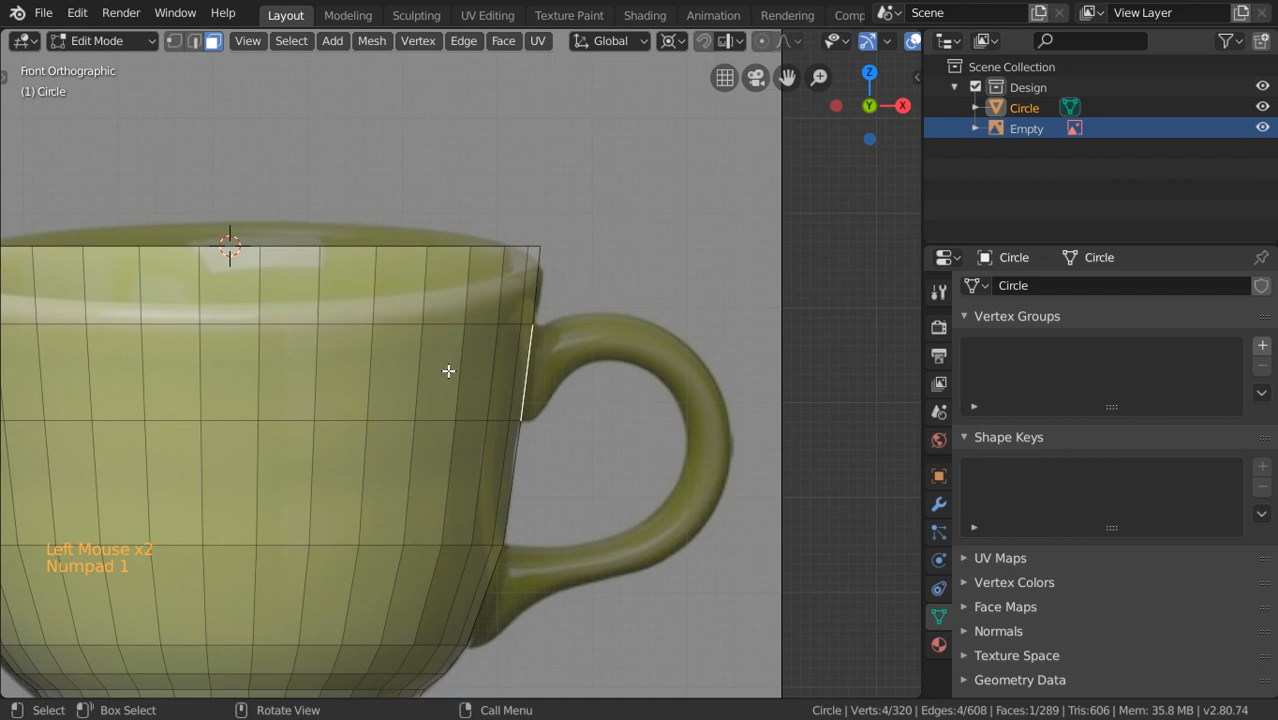 File Edit Render Window Help Layout Modeling Sculpting UV Editing Texture Paint Shading Animation Rendering Comp Scene View Layer
Edit Mode View Select Add Mesh Vertex Edge Face UV Global
Front Orthographic
(1) Circle
Z
Y
X
Left Mouse x2
Numpad 1
Scene Collection
Design
Circle
Empty
Circle Circle
Circle
Vertex Groups
Shape Keys
UV Maps
Vertex Colors
Face Maps
Normals
Texture Space
Geometry Data
Select Box Select Rotate View Call Menu Circle | Verts:4/320 | Edges:4/608 | Faces:1/289 | Tris:606 | Mem: 35.8 MB | v2.80.74